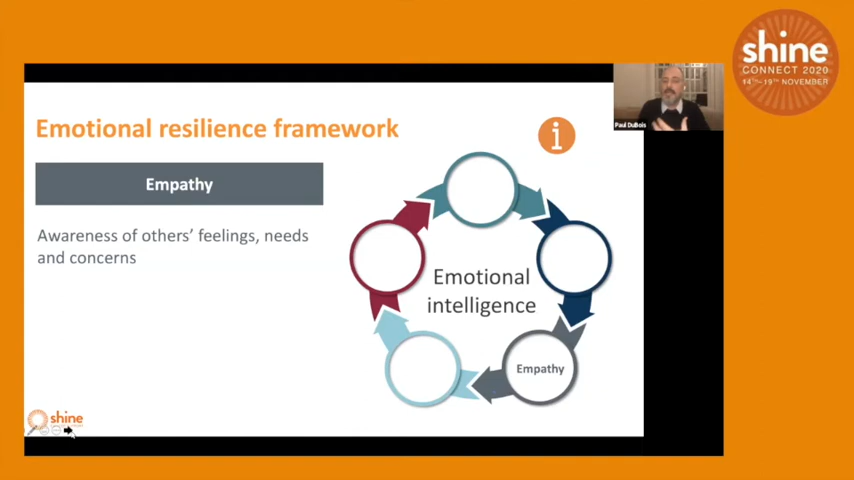 shine
CONNECT 2020
14TH–19TH NOVEMBER
Paul DuBois
Emotional resilience framework
i
Empathy
Awareness of others’ feelings, needs
and concerns
Emotional
intelligence
Empathy
shine